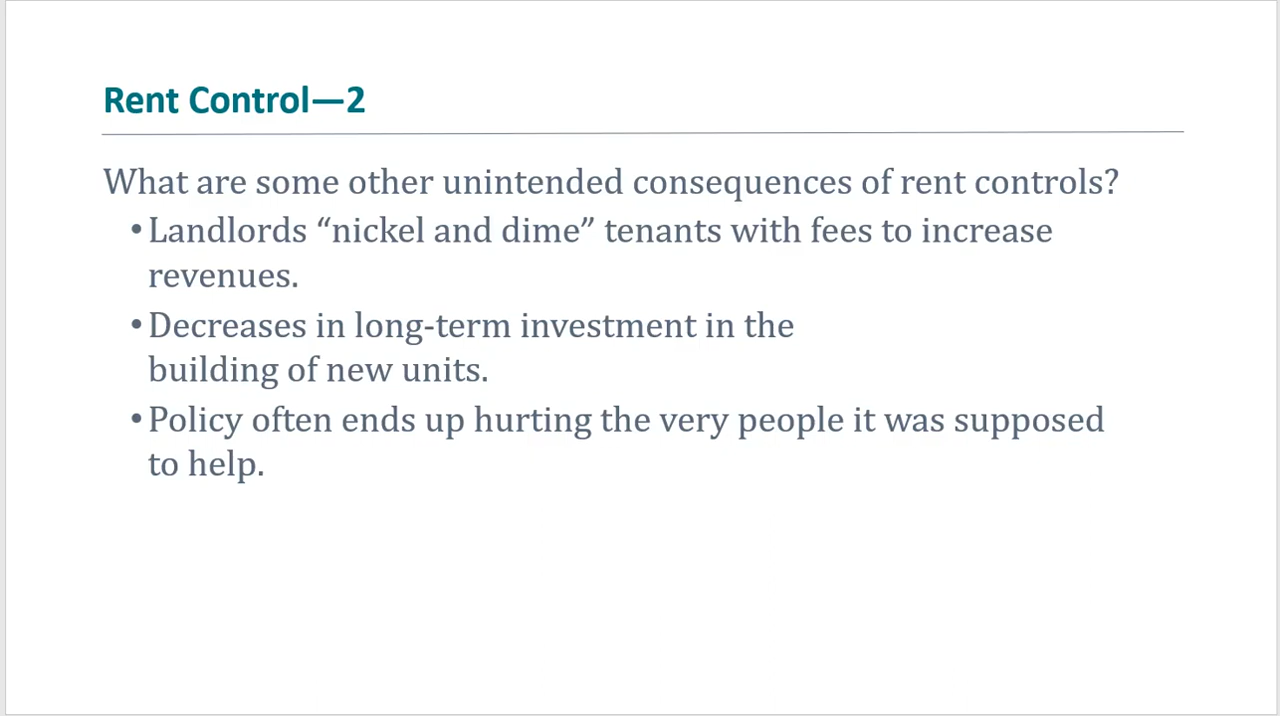 Rent Control—2
What are some other unintended consequences of rent controls?
•Landlords “nickel and dime” tenants with fees to increase
revenues.
•Decreases in long-term investment in the
building of new units.
•Policy often ends up hurting the very people it was supposed
to help.